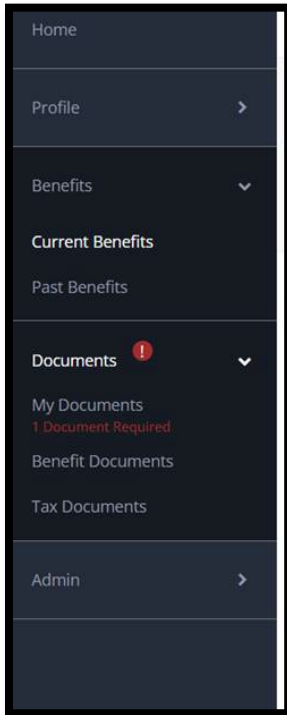 Home
Profile
Benefits
Current Benefits
Past Benefits
Documents !
My Documents
1 Document Required
Benefit Documents
Tax Documents
Admin